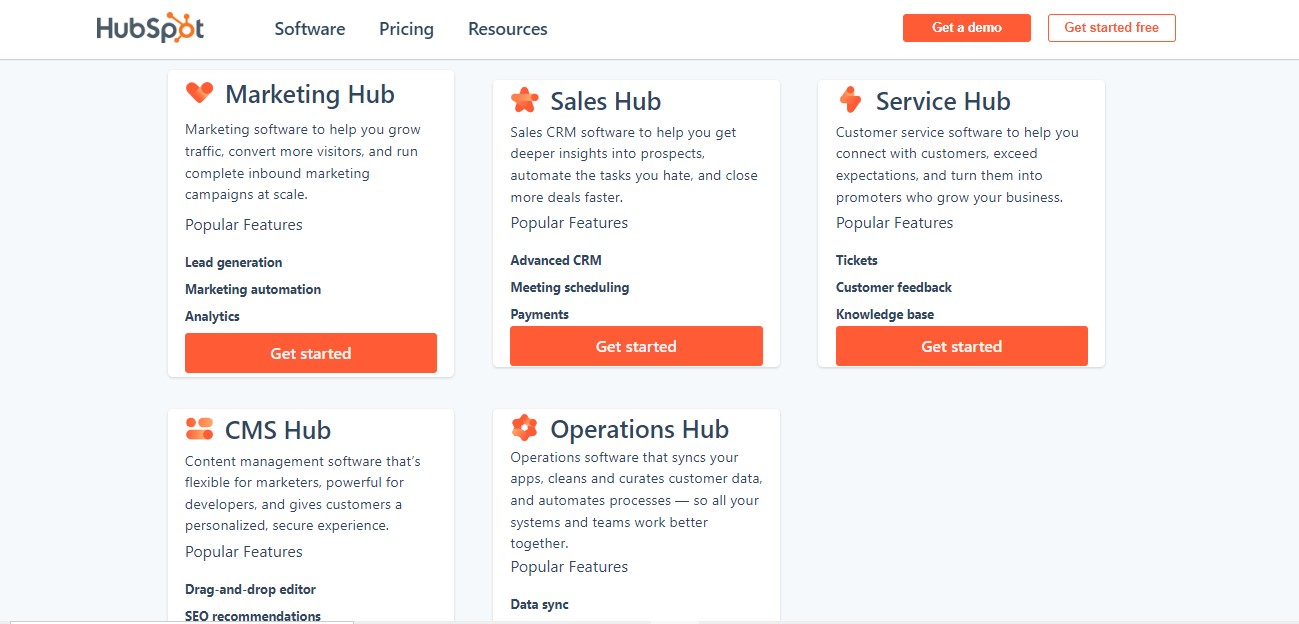 HubSpot
Software
Pricing
Resources
Get a demo
Get started free
Marketing Hub
Marketing software to help you grow
traffic, convert more visitors, and run
complete inbound marketing
campaigns at scale.
Popular Features
Lead generation
Marketing automation
Analytics
Get started
Sales Hub
Sales CRM software to help you get
deeper insights into prospects,
automate the tasks you hate, and close
more deals faster.
Popular Features
Advanced CRM
Meeting scheduling
Payments
Get started
Service Hub
Customer service software to help you
connect with customers, exceed
expectations, and turn them into
promoters who grow your business.
Popular Features
Tickets
Customer feedback
Knowledge base
Get started
CMS Hub
Content management software that’s
flexible for marketers, powerful for
developers, and gives customers a
personalized, secure experience.
Popular Features
Drag-and-drop editor
SEO recommendations
Operations Hub
Operations software that syncs your
apps, cleans and curates customer data,
and automates processes — so all your
systems and teams work better
together.
Popular Features
Data sync